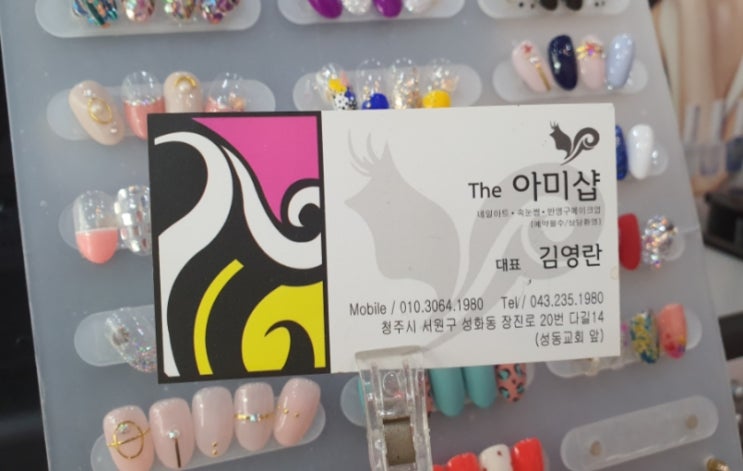 The 아미샵
네일아트 • 속눈썹 • 반영구메이크업
(예약필수/상담환영)
대표 김영란
Mobile / 010.3064.1980 Tel / 043.235.1980
청주시 서원구 성화동 장진로 20번 다길14
(성동교회 앞)